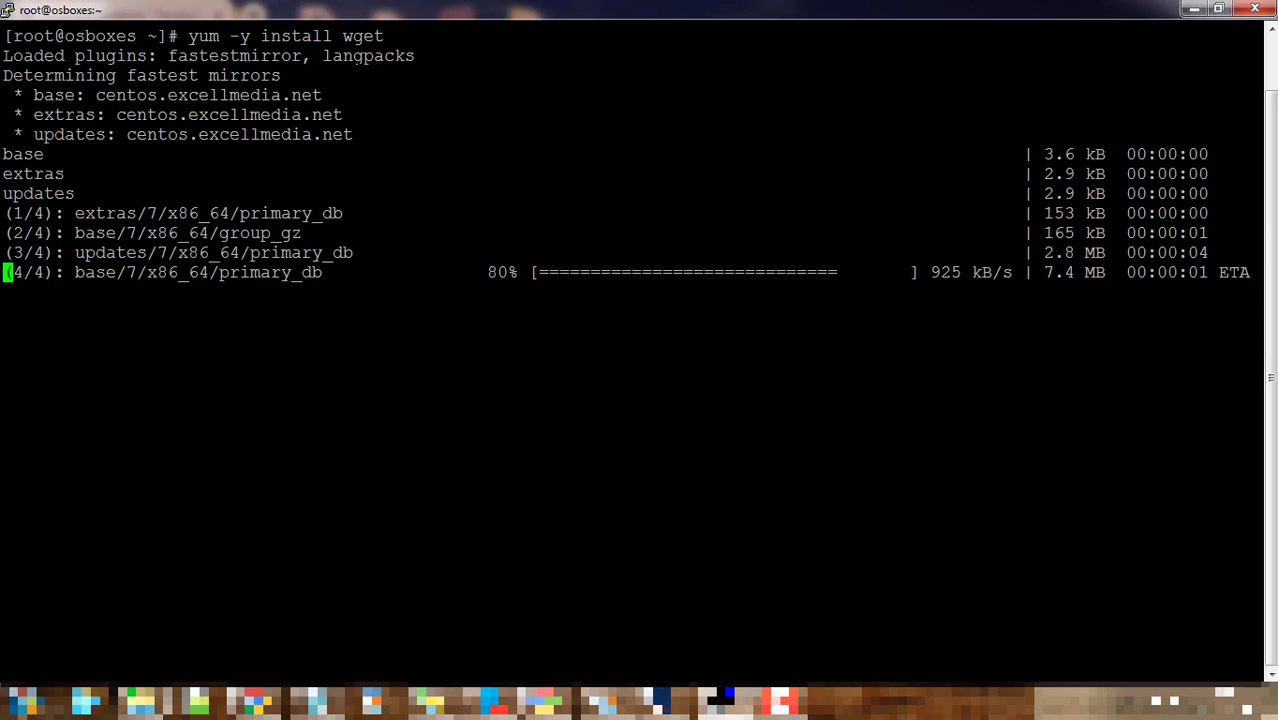 root@osboxes:~
[root@osboxes ~]# yum -y install wget
Loaded plugins: fastestmirror, langpacks
Determining fastest mirrors
 * base: centos.excellmedia.net
 * extras: centos.excellmedia.net
 * updates: centos.excellmedia.net
base | 3.6 kB 00:00:00
extras | 2.9 kB 00:00:00
updates | 2.9 kB 00:00:00
(1/4): extras/7/x86_64/primary_db | 153 kB 00:00:00
(2/4): base/7/x86_64/group_gz | 165 kB 00:00:01
(3/4): updates/7/x86_64/primary_db | 2.8 MB 00:00:04
(4/4): base/7/x86_64/primary_db 80% [============================= ] 925 kB/s | 7.4 MB 00:00:01 ETA